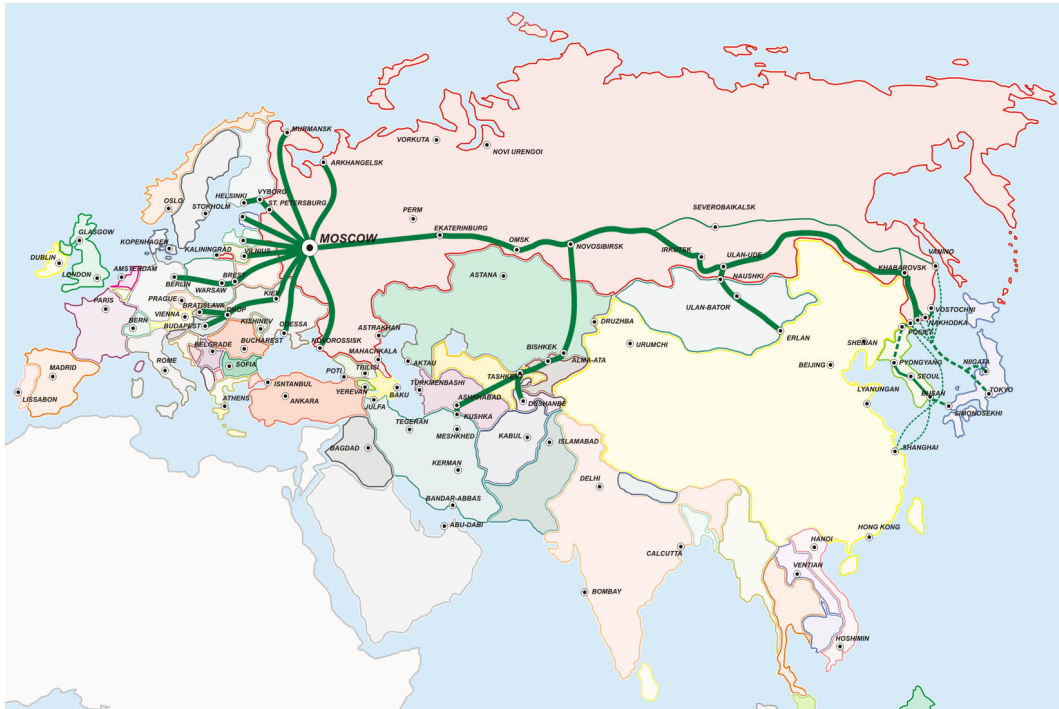 MURMANSK
VORKUTA
NOVI URENGOI
ARKHANGELSK
HELSINKI
VYBORG
ST. PETERSBURG
OSLO
STOKHOLM
SEVEROBAIKALSK
PERM
GLASGOW
KOPENHAGEN
KALININGRAD
VILNIUS
MOSCOW
EKATERINBURG
OMSK
NOVOSIBIRSK
IRKUTSK
ULAN-UDE
VANINO
DUBLIN
LONDON
AMSTERDAM
BERLIN
WARSAW
BREST
ASTANA
NAUSHKI
KHABAROVSK
PARIS
PRAGUE
BRATISLAVA
VIENNA
CHOP
KIEV
BERN
BUDAPEST
KISHINEV
ODESSA
ULAN-BATOR
VOSTOCHNI
NAKHODKA
POSIET
DRUZHBA
ERLAN
NOVOROSSISK
ASTRAKHAN
BELGRADE
BUCHAREST
ROME
SOFIA
MAHACHKALA
AKTAU
BISHKEK
ALMA-ATA
URUMCHI
SHENIAN
BEIJING
PYONGYANG
SEOUL
NIIGATA
MADRID
POTI
TBILISI
TASHKENT
LISSABON
ISNTANBUL
ANKARA
YEREVAN
BAKU
JULFA
TÜRKMENBASHI
ASHKHABAD
DUSHANBE
LYANUNGAN
BUSAN
TOKYO
SIMONOSEKHI
ATHENS
TEGERAN
KUSHKA
MESHKHED
KABUL
ISLAMABAD
BAGDAD
KERMAN
SHANGHAI
DELHI
BANDAR-ABBAS
ABU-DABI
HONG KONG
HANOI
CALCUTTA
VENTIAN
BOMBAY
HOSHIMIN